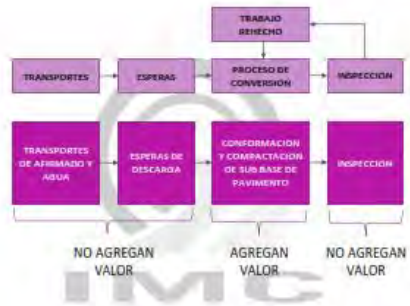 TRABAJO
REHECHO
TRANSPORTES
ESPERAS
PROCESO DE
CONVERSIÓN
INSPECCIÓN
TRANSPORTES
DE AFIRMADO Y
AGUA
ESPERAS DE
DESCARGA
CONFORMACIÓN
Y COMPACTACIÓN
DE SUB BASE DE
PAVIMENTO
INSPECCIÓN
NO AGREGAN
VALOR
AGREGAN
VALOR
NO AGREGAN
VALOR
IMC